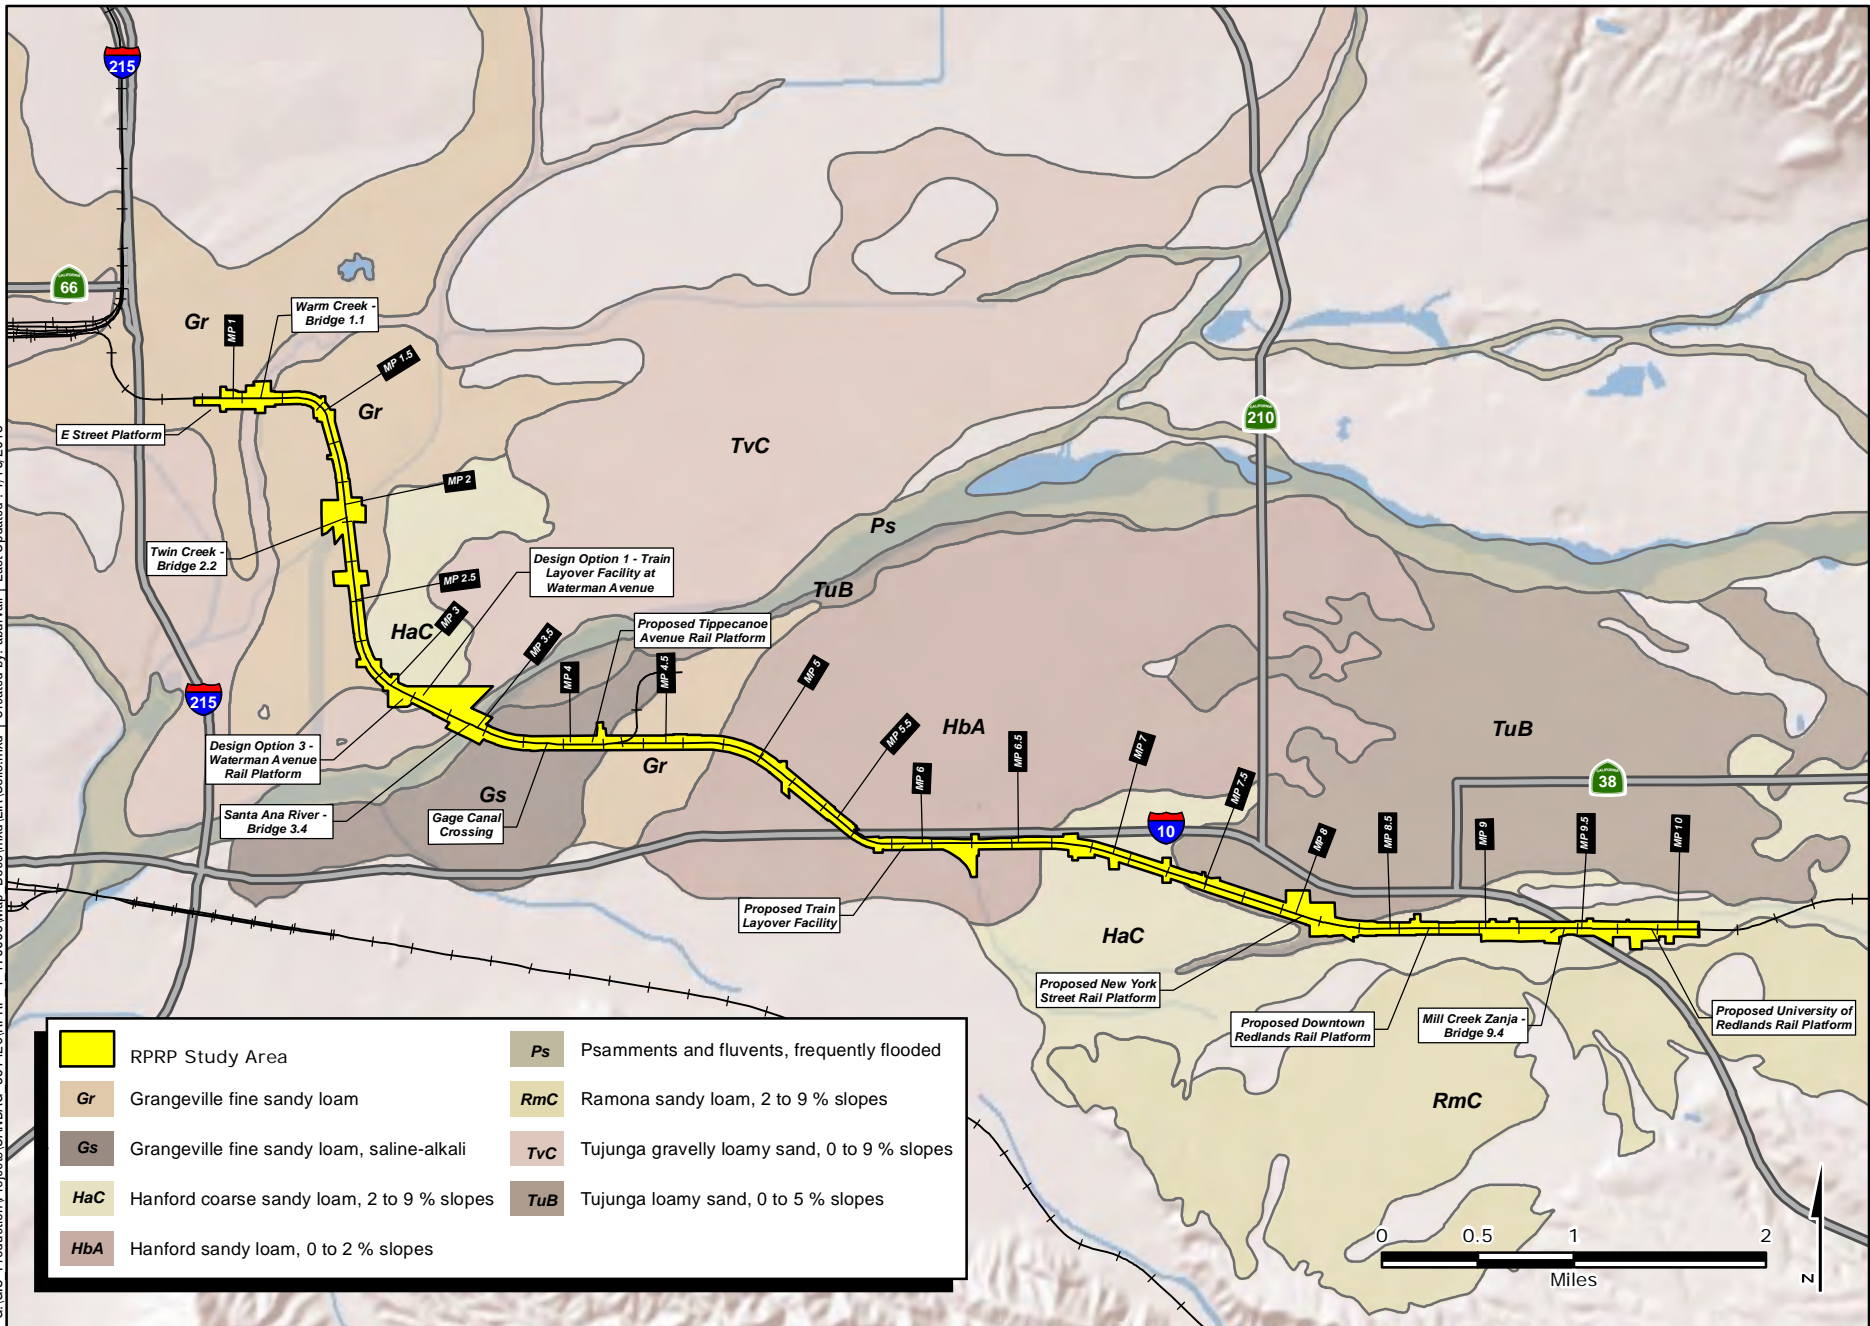 215
CALIFORNIA
66
Gr
MP 1
Warm Creek -
Bridge 1.1
MP 1.5
Gr
E Street Platform
CALIFORNIA
210
TvC
MP 2
Ps
Twin Creek -
Bridge 2.2
Design Option 1 - Train
Layover Facility at
Waterman Avenue
MP 2.5
TuB
HaC
MP 3
MP 3.5
Proposed Tippecanoe
Avenue Rail Platform
MP 4
MP 4.5
MP 5
215
HbA
TuB
MP 5.5
MP 6
MP 6.5
MP 7
MP 7.5
Design Option 3 -
Waterman Avenue
Rail Platform
Gr
CALIFORNIA
38
Gs
Santa Ana River -
Bridge 3.4
Gage Canal
Crossing
10
MP 8
MP 8.5
MP 9
MP 9.5
MP 10
Proposed Train
Layover Facility
HaC
Proposed New York
Street Rail Platform
Proposed Downtown
Redlands Rail Platform
Mill Creek Zanja -
Bridge 9.4
Proposed University of
Redlands Rail Platform
RmC
RPRP Study Area
Gr Grangeville fine sandy loam
Gs Grangeville fine sandy loam, saline-alkali
HaC Hanford coarse sandy loam, 2 to 9 % slopes
HbA Hanford sandy loam, 0 to 2 % slopes
Ps Psamments and fluvents, frequently flooded
RmC Ramona sandy loam, 2 to 9 % slopes
TvC Tujunga gravelly loamy sand, 0 to 9 % slopes
TuB Tujunga loamy sand, 0 to 5 % slopes
0 0.5 1 2
Miles
N